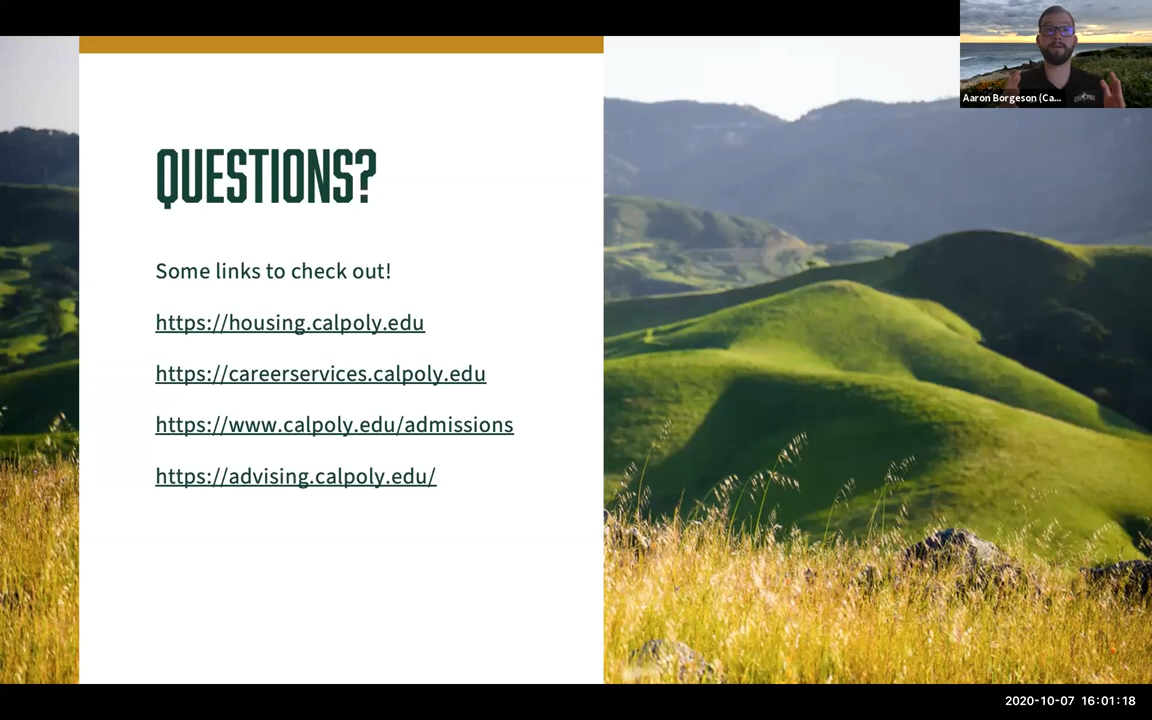 Aaron Borgeson (Ca...
QUESTIONS?
Some links to check out!
https://housing.calpoly.edu
https://careerservices.calpoly.edu
https://www.calpoly.edu/admissions
https://advising.calpoly.edu/
2020-10-07 16:01:18